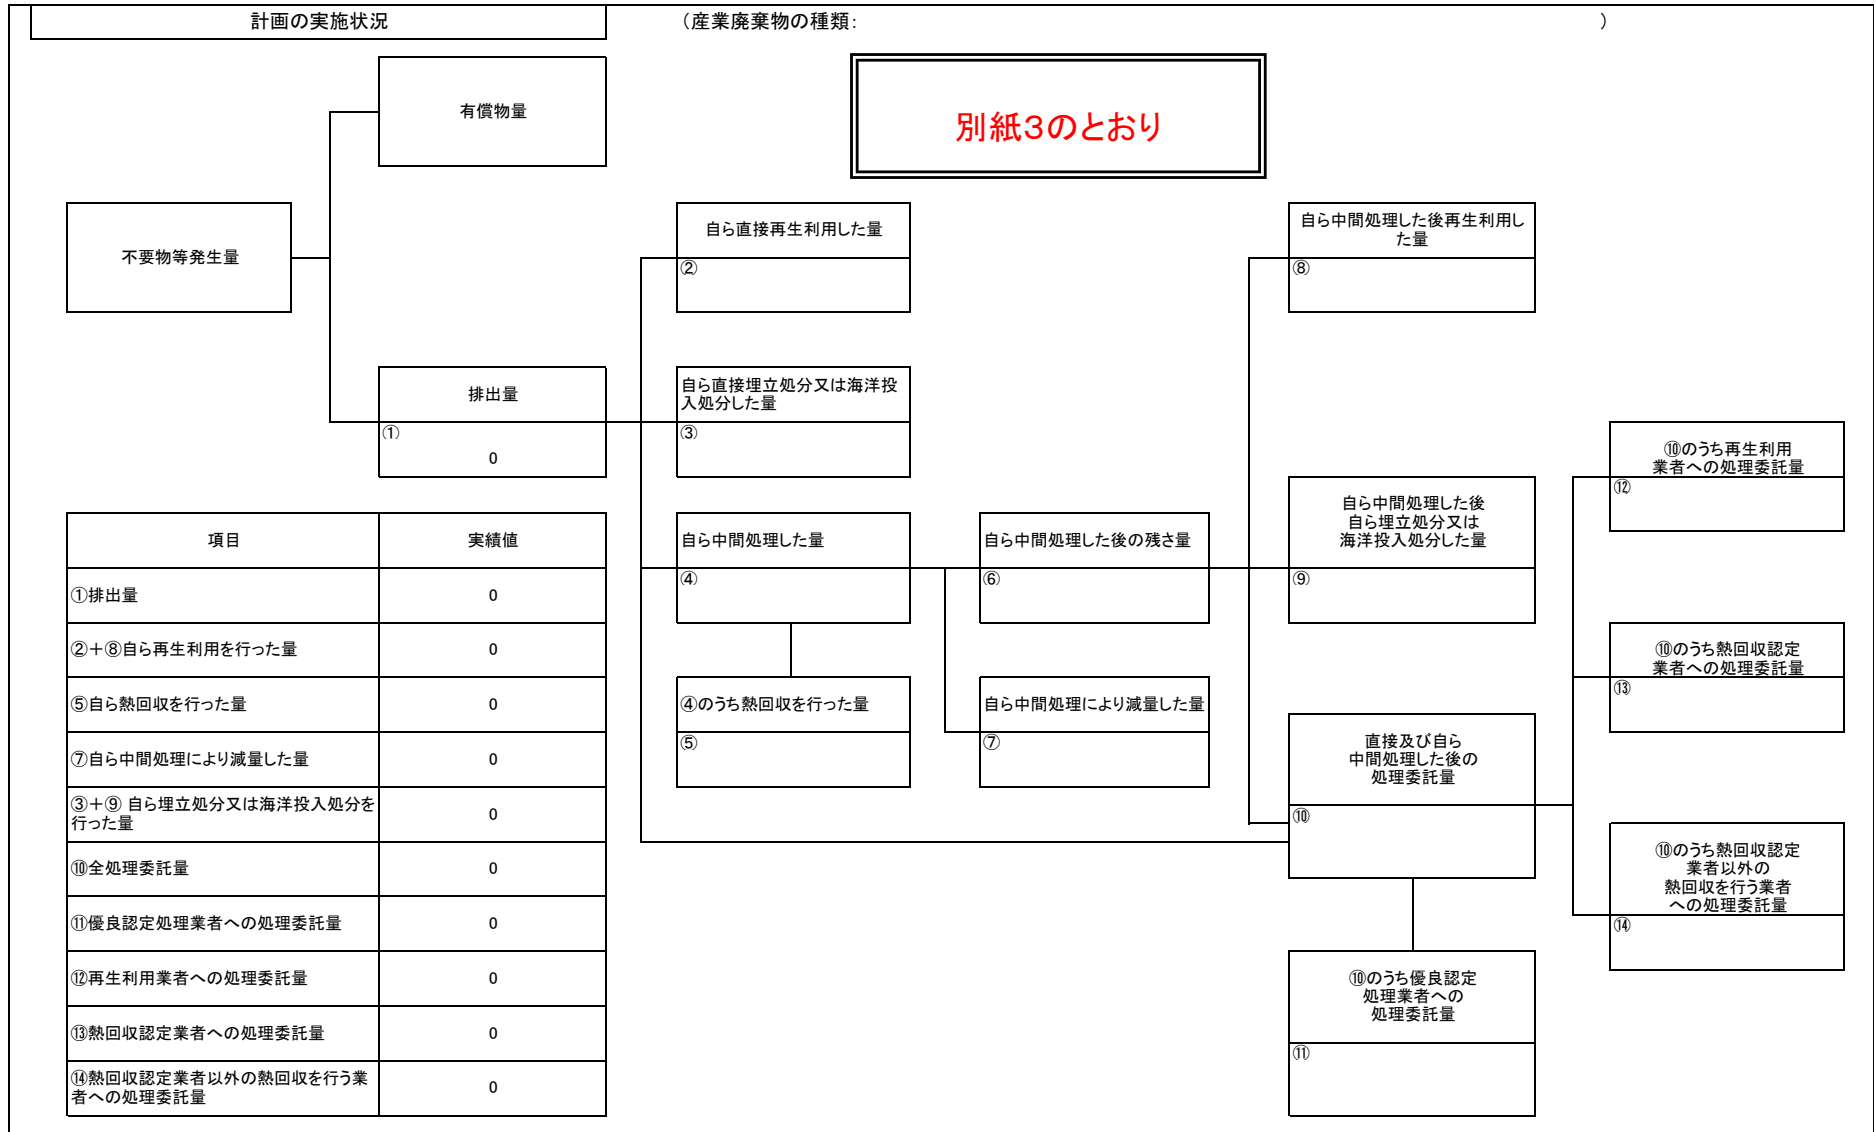 計画の実施状況
（産業廃棄物の種類： ）
有償物量
別紙3のとおり
不要物等発生量
自ら直接再生利用した量
②
自ら中間処理した後再生利用し
た量
⑧
排出量
①
0
自ら直接埋立処分又は海洋投
入処分した量
③
⑩のうち再生利用
業者への処理委託量
⑫
項目 実績値
①排出量 0
②＋⑧自ら再生利用を行った量 0
⑤自ら熱回収を行った量 0
⑦自ら中間処理により減量した量 0
③＋⑨ 自ら埋立処分又は海洋投入処分を
行った量 0
⑩全処理委託量 0
⑪優良認定処理業者への処理委託量 0
⑫再生利用業者への処理委託量 0
⑬熱回収認定業者への処理委託量 0
⑭熱回収認定業者以外の熱回収を行う業
者への処理委託量 0
自ら中間処理した量
④
自ら中間処理した後の残さ量
⑥
自ら中間処理した後
自ら埋立処分又は
海洋投入処分した量
⑨
④のうち熱回収を行った量
⑤
自ら中間処理により減量した量
⑦
⑩のうち熱回収認定
業者への処理委託量
⑬
直接及び自ら
中間処理した後の
処理委託量
⑩
⑩のうち熱回収認定
業者以外の
熱回収を行う業者
への処理委託量
⑭
⑩のうち優良認定
処理業者への
処理委託量
⑪